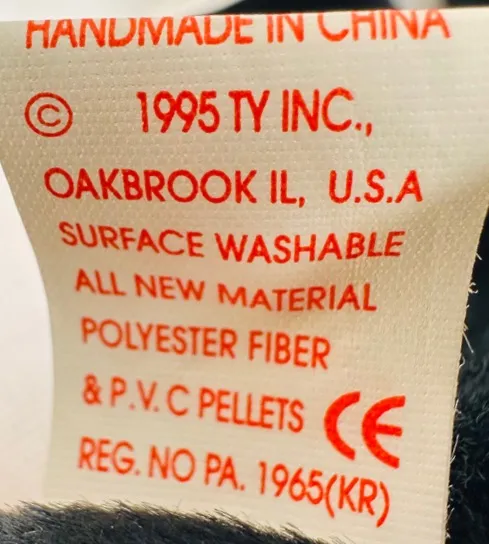 HANDMADE IN CHINA
© 1995 TY INC.,
OAKBROOK IL, U.S.A
SURFACE WASHABLE
ALL NEW MATERIAL
POLYESTER FIBER
& P.V.C PELLETS CE
REG. NO PA. 1965(KR)